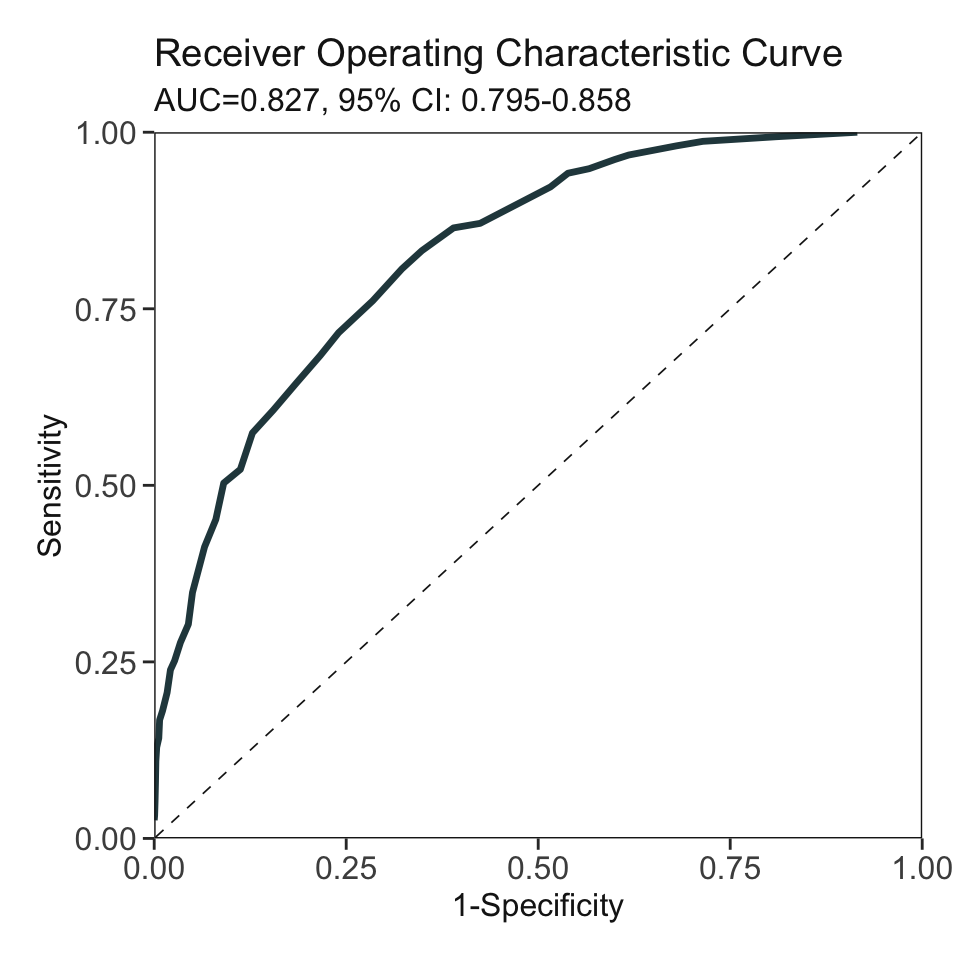 Receiver Operating Characteristic Curve
AUC=0.827, 95% CI: 0.795-0.858
1.00
0.75
0.50
0.25
0.00
Sensitivity
0.00 0.25 0.50 0.75 1.00
1-Specificity